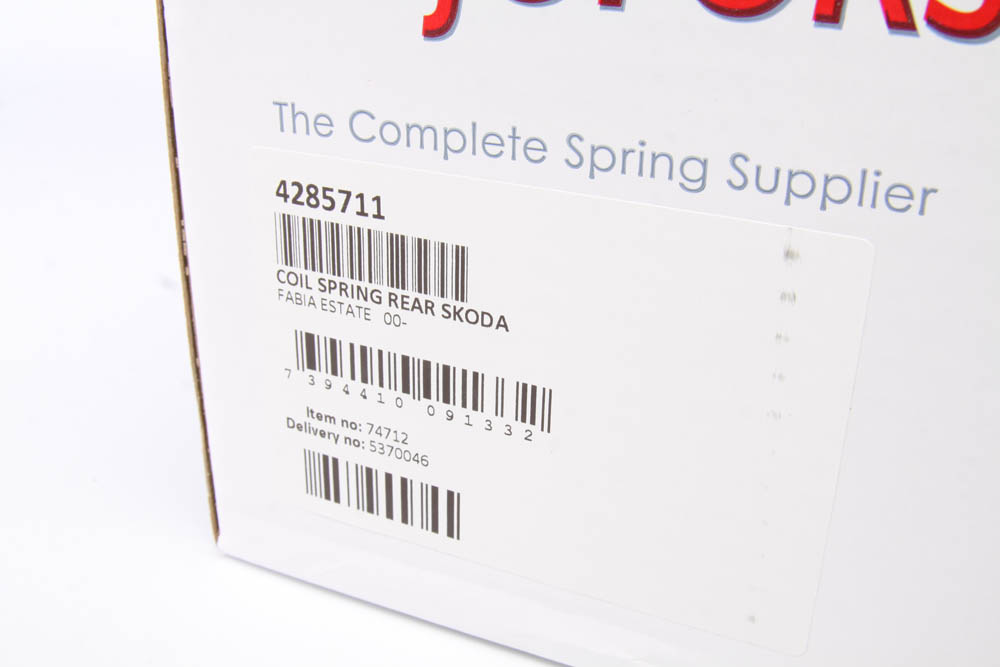 The Complete Spring Supplier
4285711
COIL SPRING REAR SKODA
FABIA ESTATE 00-
7 394410 091332
Item no: 74712
Delivery no: 5370046